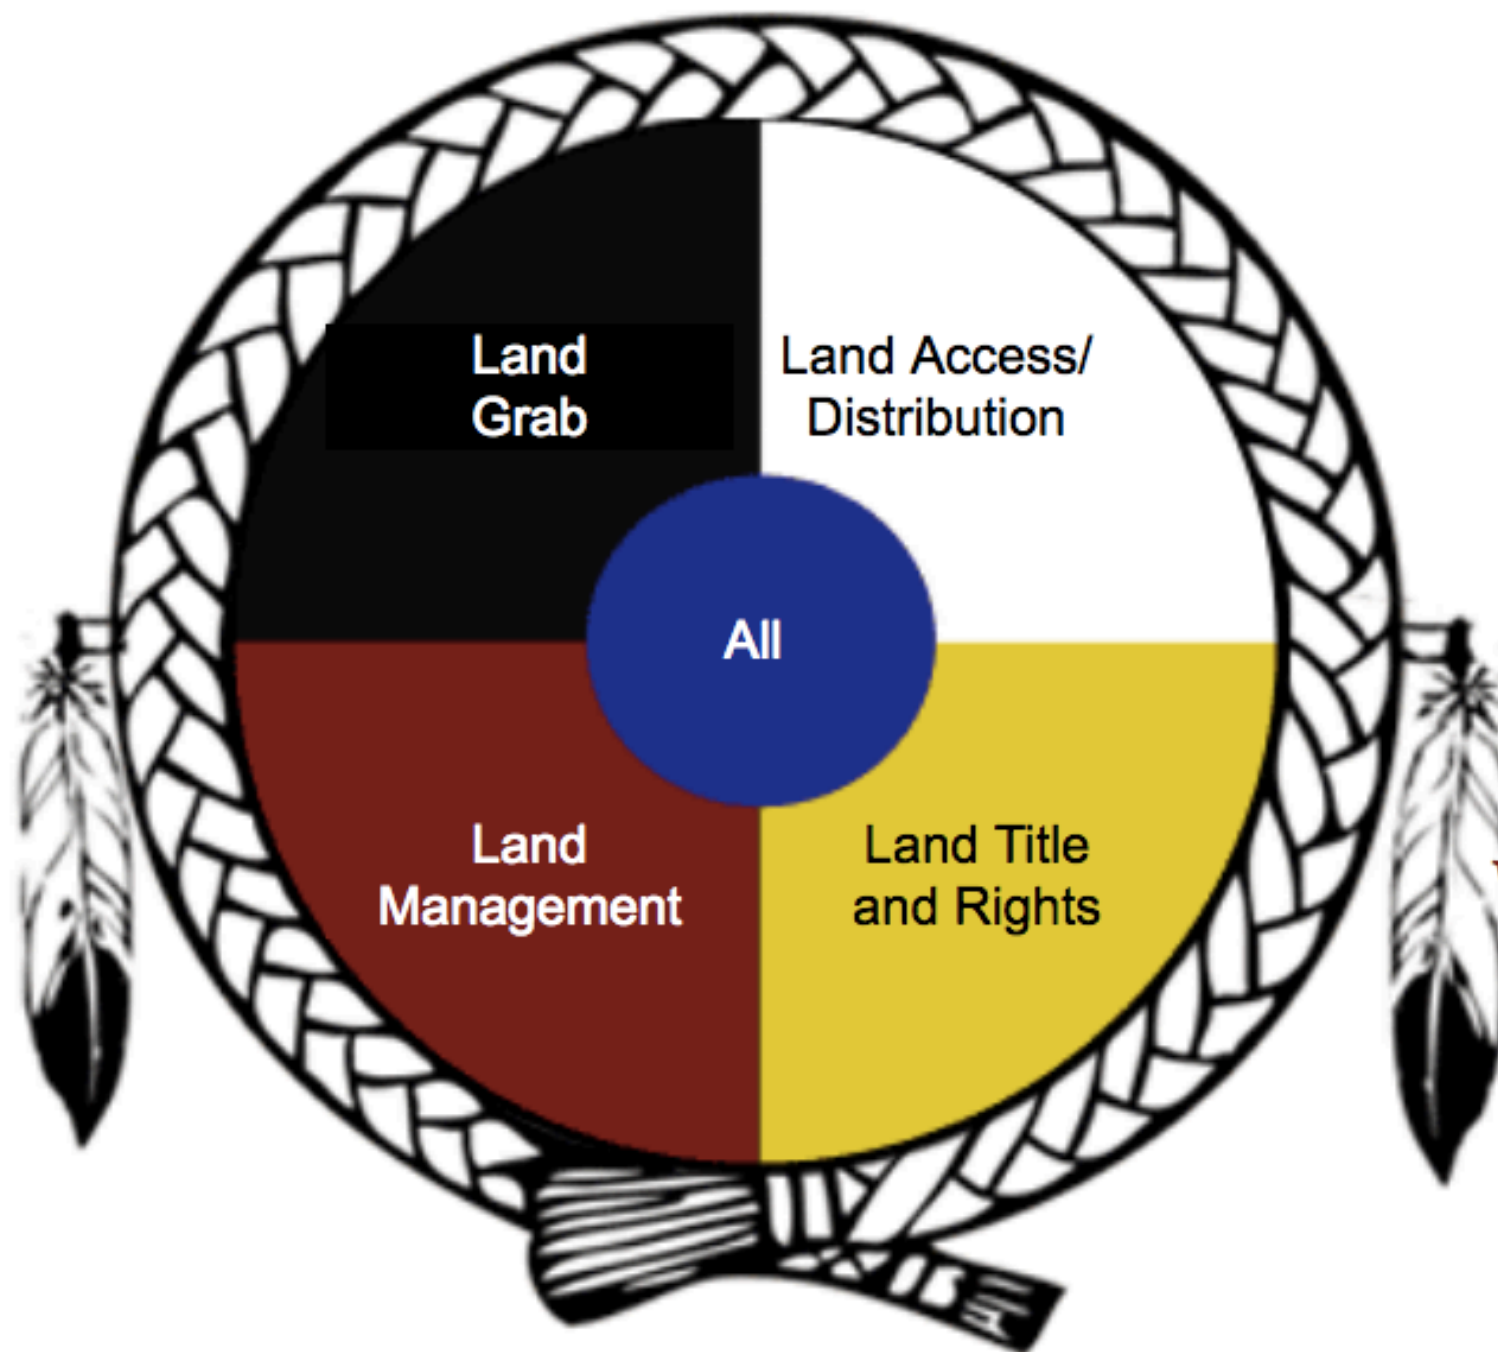 Land
Grab
Land Access/
Distribution
All
Land
Management
Land Title
and Rights